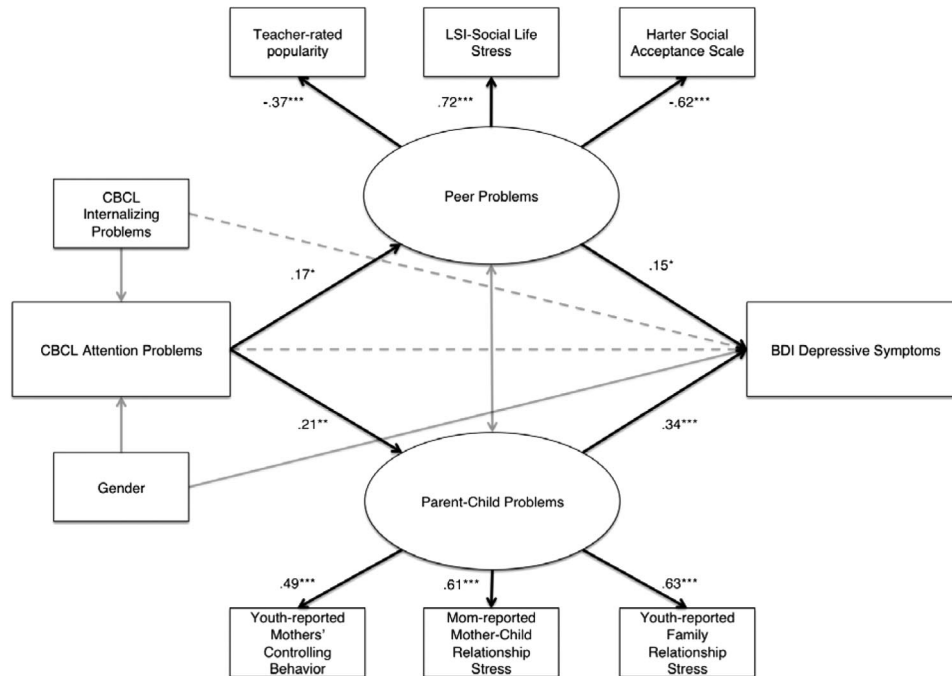 Teacher-rated
popularity
LSI-Social Life
Stress
Harter Social
Acceptance Scale
-.37***
.72***
-.62***
Peer Problems
CBCL
Internalizing
Problems
.17*
.15*
CBCL Attention Problems
BDI Depressive Symptoms
.21**
.34***
Gender
Parent-Child Problems
.49***
.61***
.63***
Youth-reported
Mothers'
Controlling
Behavior
Mom-reported
Mother-Child
Relationship
Stress
Youth-reported
Family
Relationship
Stress